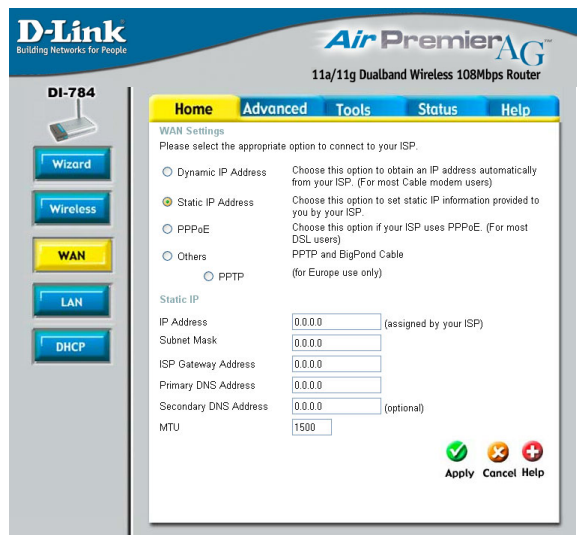 D-Link
Building Networks for People
Air PremierAG™
11a/11g Dualband Wireless 108Mbps Router
DI-784
Home Advanced Tools Status Help
Wizard
Wireless
WAN
LAN
DHCP
WAN Settings
Please select the appropriate option to connect to your ISP.
Dynamic IP Address Choose this option to obtain an IP address automatically
from your ISP. (For most Cable modem users)
Static IP Address Choose this option to set static IP information provided to
you by your ISP.
PPPoE Choose this option if your ISP uses PPPoE. (For most
DSL users)
Others PPTP and BigPond Cable
PPTP (for Europe use only)
Static IP
IP Address 0.0.0.0 (assigned by your ISP)
Subnet Mask 0.0.0.0
ISP Gateway Address 0.0.0.0
Primary DNS Address 0.0.0.0
Secondary DNS Address 0.0.0.0 (optional)
MTU 1500
Apply Cancel Help